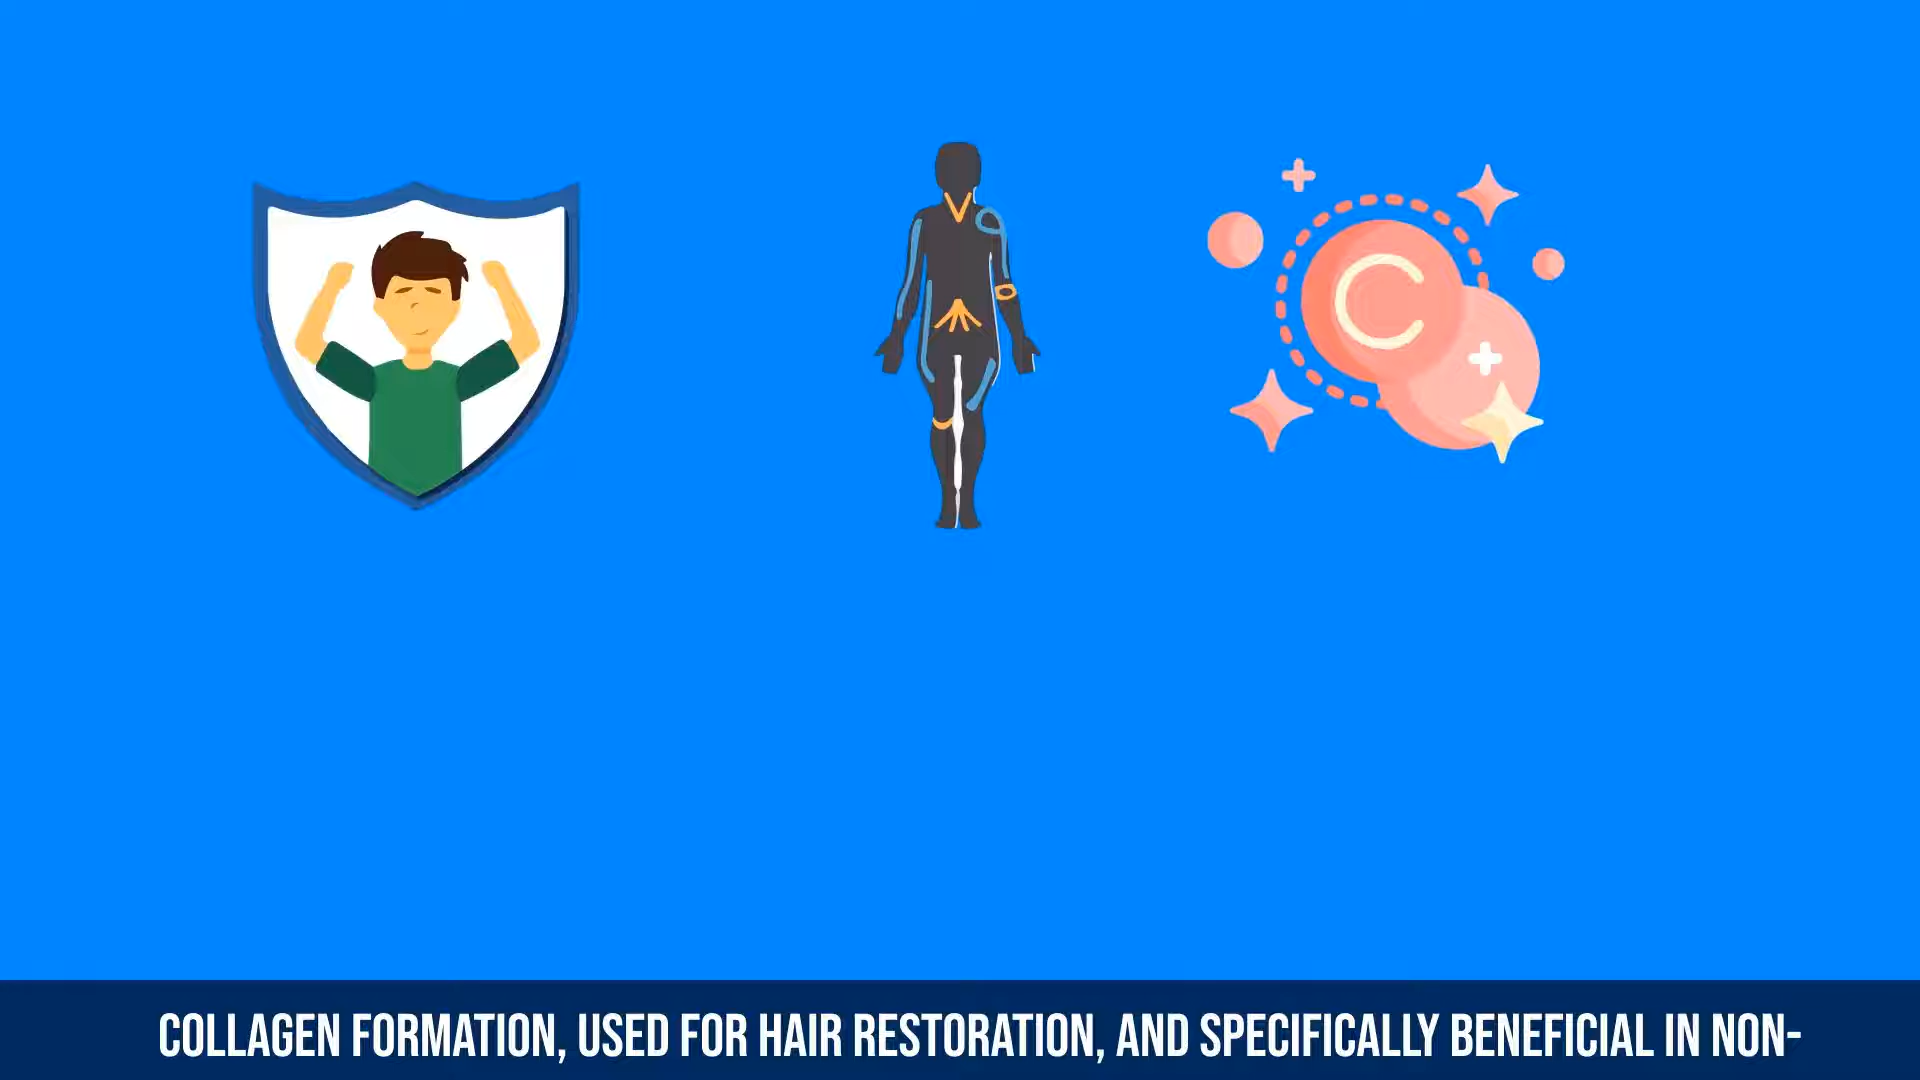 C
COLLAGEN FORMATION, USED FOR HAIR RESTORATION, AND SPECIFICALLY BENEFICIAL IN NON-